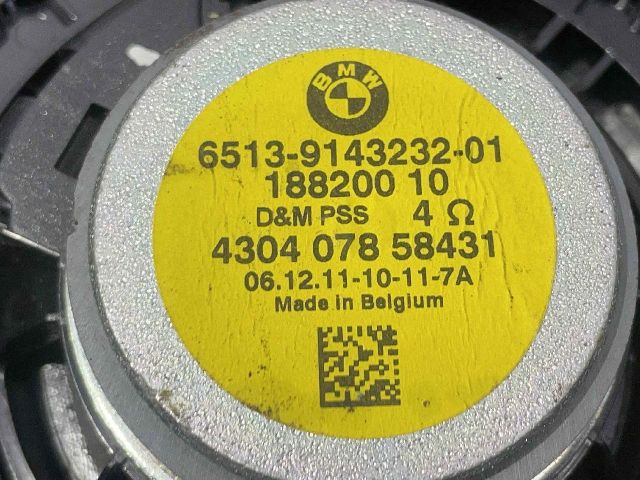 BMW
6513-9143232-01
188200 10
D&M PSS 4 Ω
4304 078 58431
06.12.11-10-11-7A
Made in Belgium